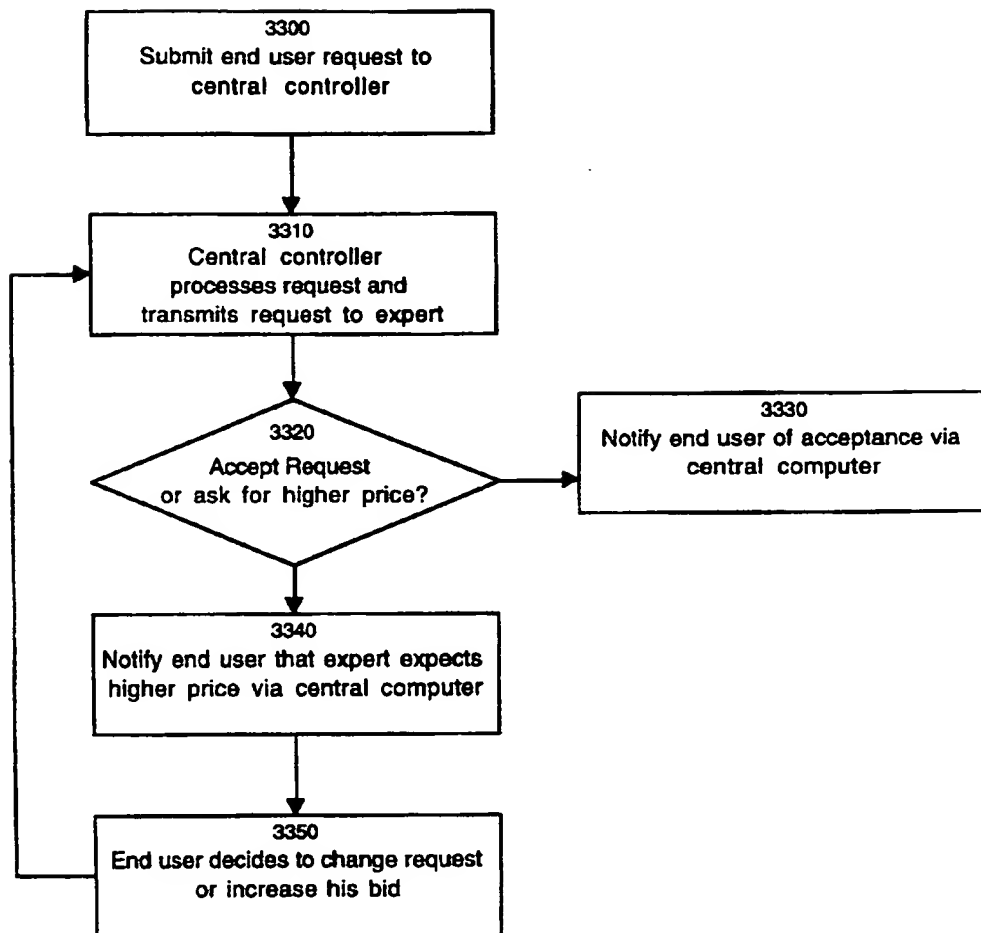 3300
Submit end user request to
central controller
3310
Central controller
processes request and
transmits request to expert
3320
Accept Request
or ask for higher price?
3330
Notify end user of acceptance via
central computer
3340
Notify end user that expert expects
higher price via central computer
3350
End user decides to change request
or increase his bid